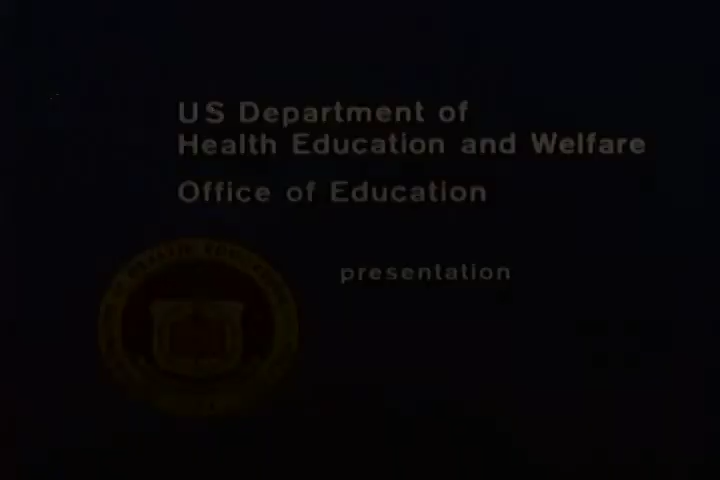 US Department of
Health Education and Welfare
Office of Education
presentation